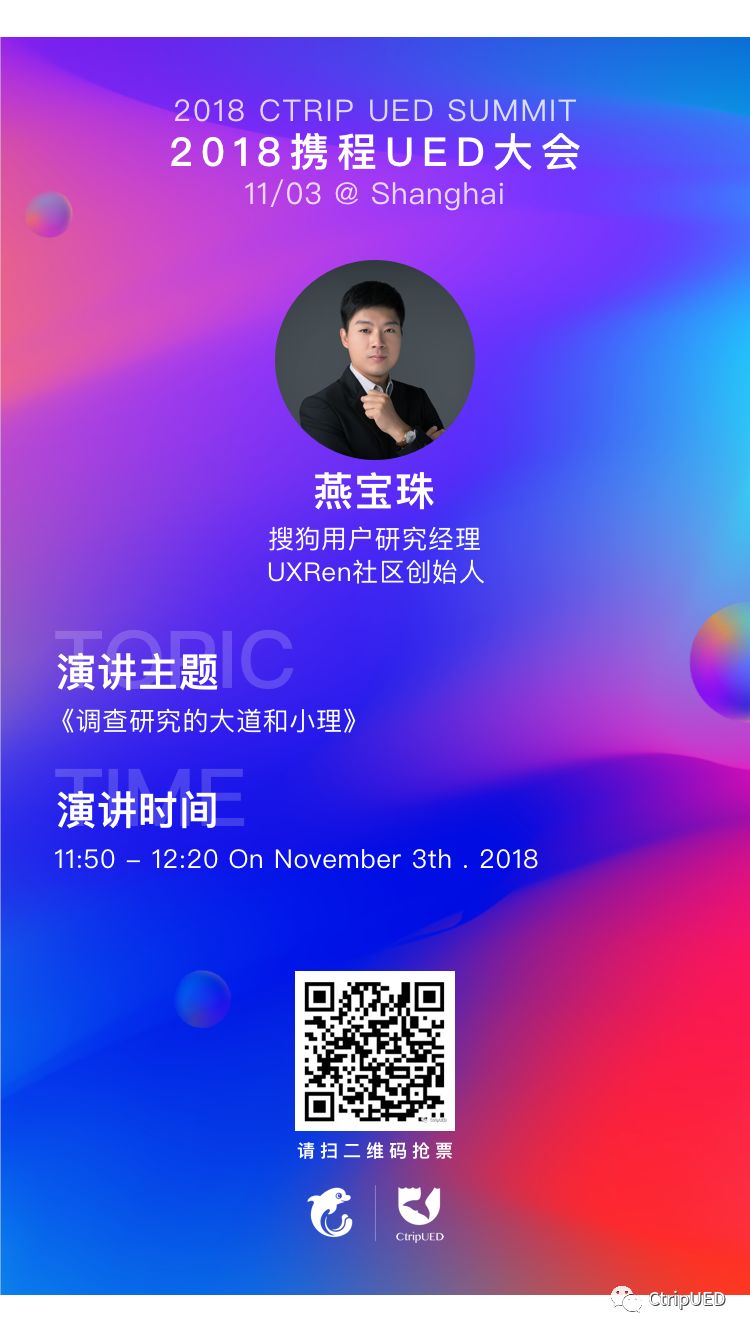 2018 CTRIP UED SUMMIT
2018携程UED大会
11/03 @ Shanghai
燕宝珠
搜狗用户研究经理
UXRen社区创始人
TOPIC
演讲主题
《调查研究的大道和小理》
TIME
演讲时间
11:50 – 12:20 On November 3th . 2018
请扫二维码抢票
CtripUED
CtripUED